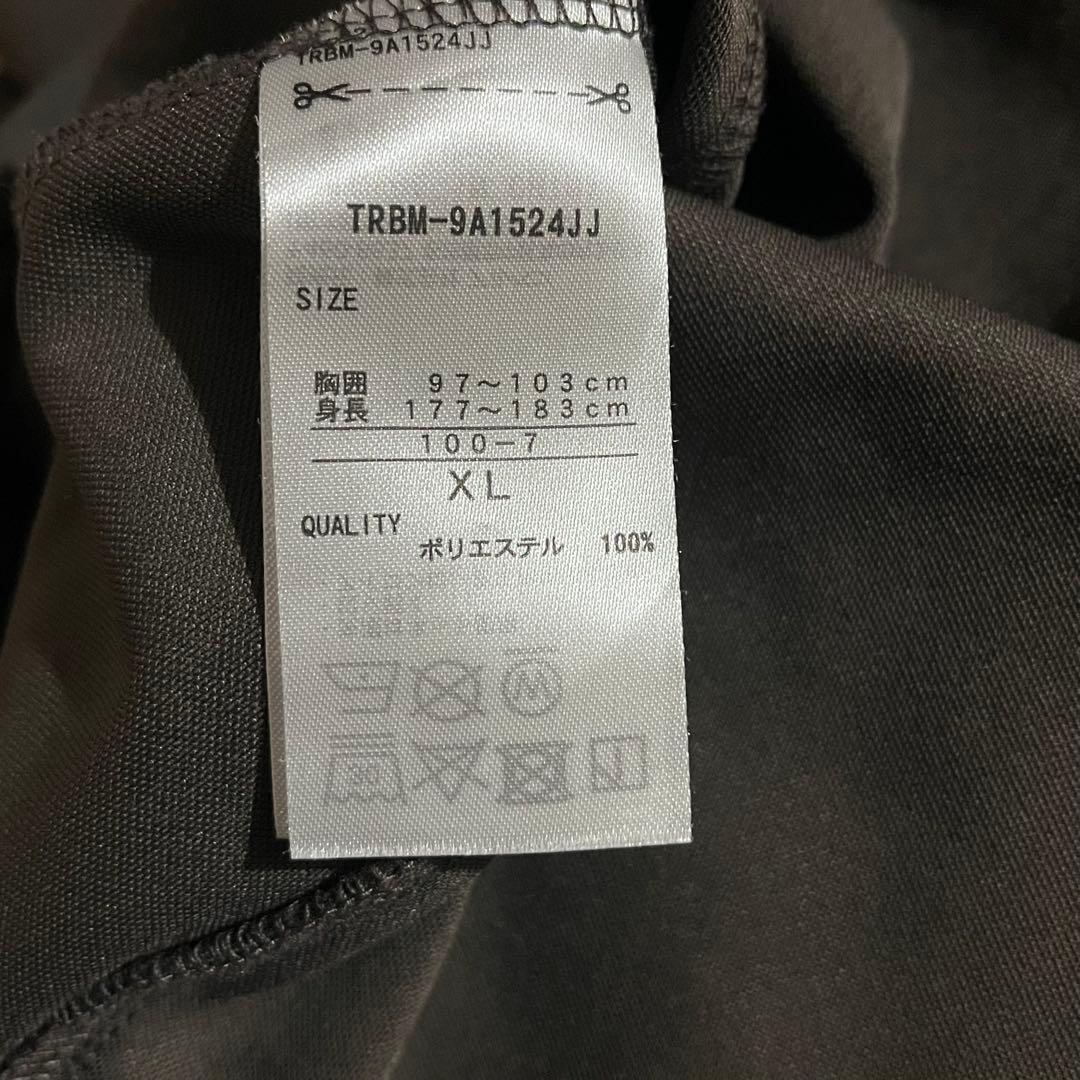 TRBM-9A1524JJ
TRBM-9A1524JJ
SIZE
胸囲 97～103cm
身長 177～183cm
100-7
XL
QUALITY
ポリエステル 100%